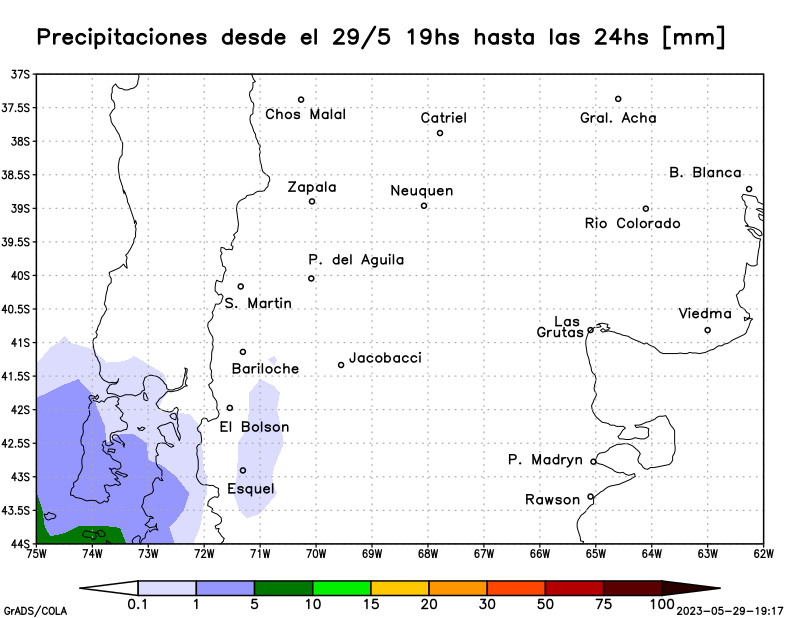 Precipitaciones desde el 29/5 19hs hasta las 24hs [mm]
37S
Chos Malal
Gral. Acha
37.5S
Catriel
38S
B. Blanca
38.5S
Zapala
Neuquen
39S
Rio Colorado
39.5S
P. del Aguila
40S
S. Martin
40.5S
Viedma
Las
Grutas
41S
Jacobacci
Bariloche
41.5S
42S
El Bolson
42.5S
P. Madryn
43S
Esquel
Rawson
43.5S
44S
75W 74W 73W 72W 71W 70W 69W 68W 67W 66W 65W 64W 63W 62W
0.1 1 5 10 15 20 30 50 75 100
GrADS/COLA
2023-05-29-19:17